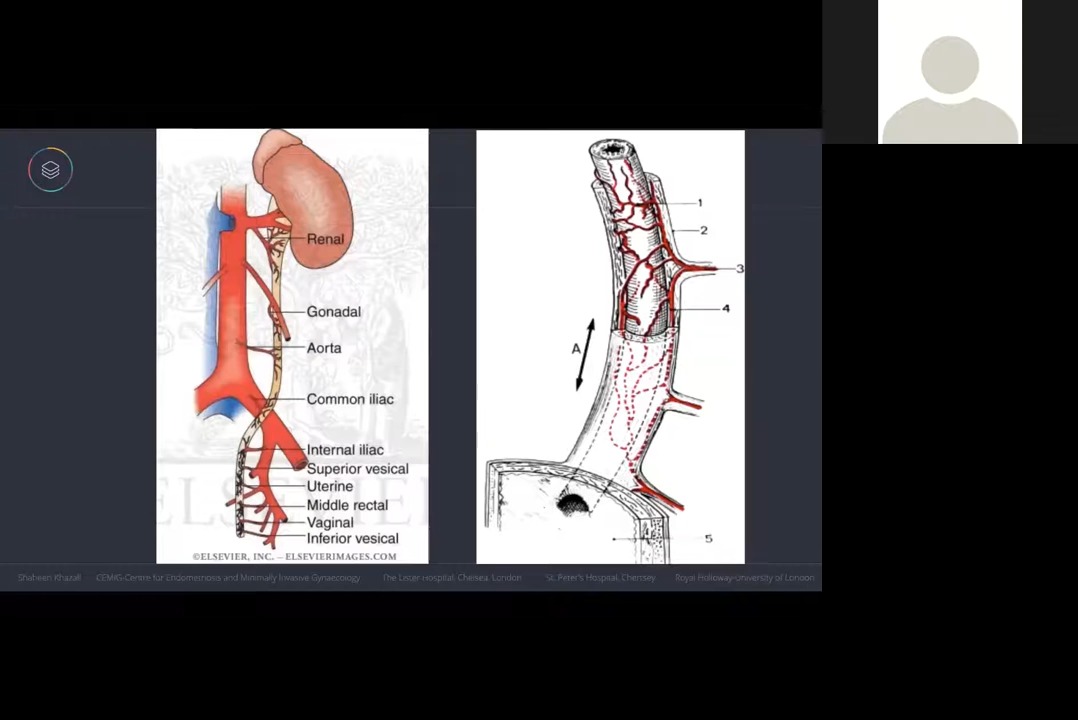 Renal
Gonadal
Aorta
Common iliac
Internal iliac
Superior vesical
Uterine
Middle rectal
Vaginal
Inferior vesical
©ELSEVIER, INC. – ELSEVIERIMAGES.COM
1
2
3
4
A
5
Shaheen Khazali CEMIG-Centre for Endometriosis and Minimally Invasive Gynaecology The Lister Hospital, Chelsea, London St. Peter's Hospital, Chertsey Royal Holloway-University of London